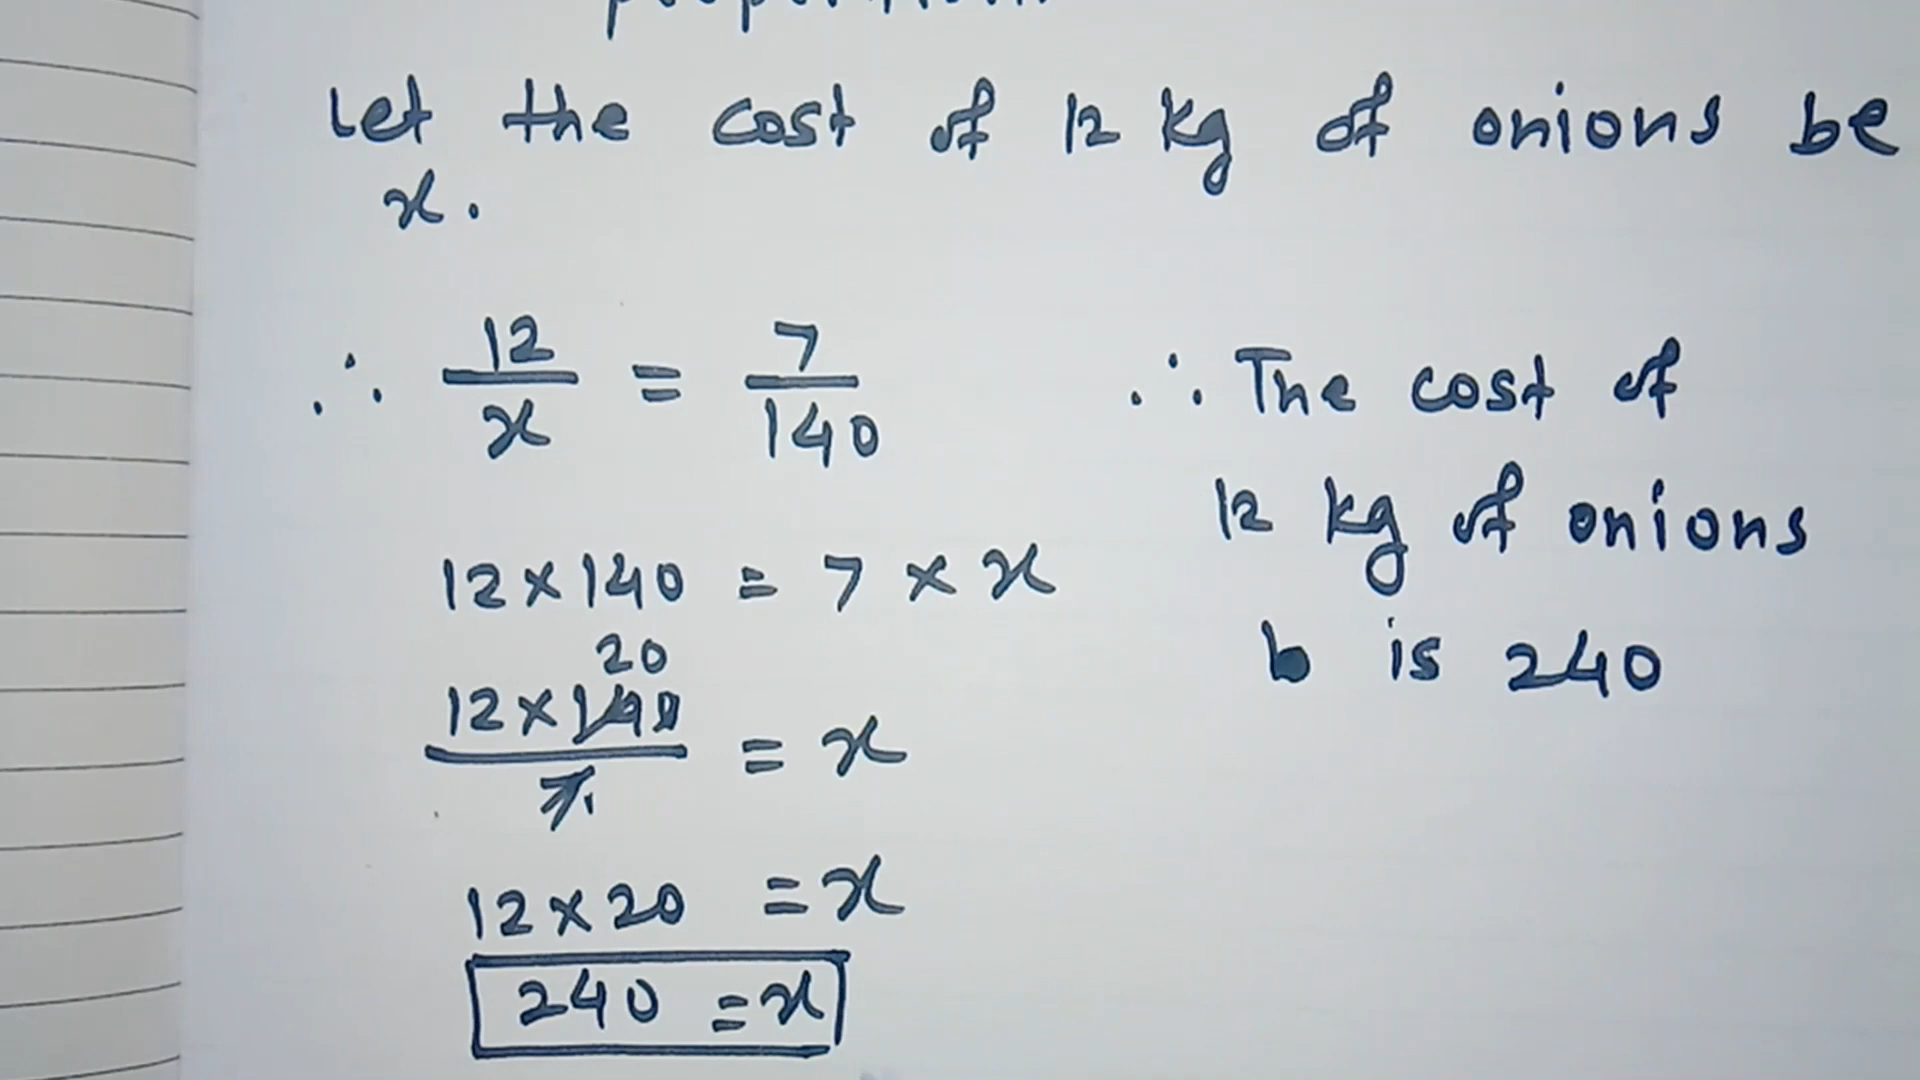 Let the cost of 12 kg of onions be
x.
∴ 12/x = 7/140
12 × 140 = 7 × x
20
12 × 140 / 7 = x
12 × 20 = x
240 = x
∴ The cost of
12 kg of onions
b is 240